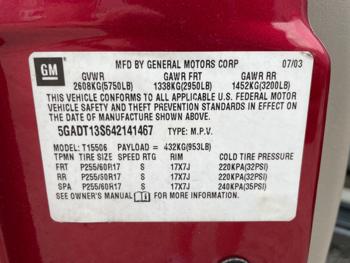 GM
MFD BY GENERAL MOTORS CORP 07/03
GVWR GAWR FRT GAWR RR
2608KG(5750LB) 1338KG(2950LB) 1452KG(3200LB)
THIS VEHICLE CONFORMS TO ALL APPLICABLE U.S. FEDERAL MOTOR
VEHICLE SAFETY AND THEFT PREVENTION STANDARDS IN EFFECT ON
THE DATE OF MANUFACTURE SHOWN ABOVE.
5GADT13S642141467 TYPE: M.P.V.
MODEL: T15506 PAYLOAD = 432KG(953LB)
TPMN TIRE SIZE SPEED RTG RIM COLD TIRE PRESSURE
FRT P255/60R17 S 17X7J 220KPA(32PSI)
RR P255/60R17 S 17X7J 220KPA(32PSI)
SPA P255/60R17 S 17X7J 240KPA(35PSI)
SEE OWNER'S MANUAL FOR MORE INFORMATION